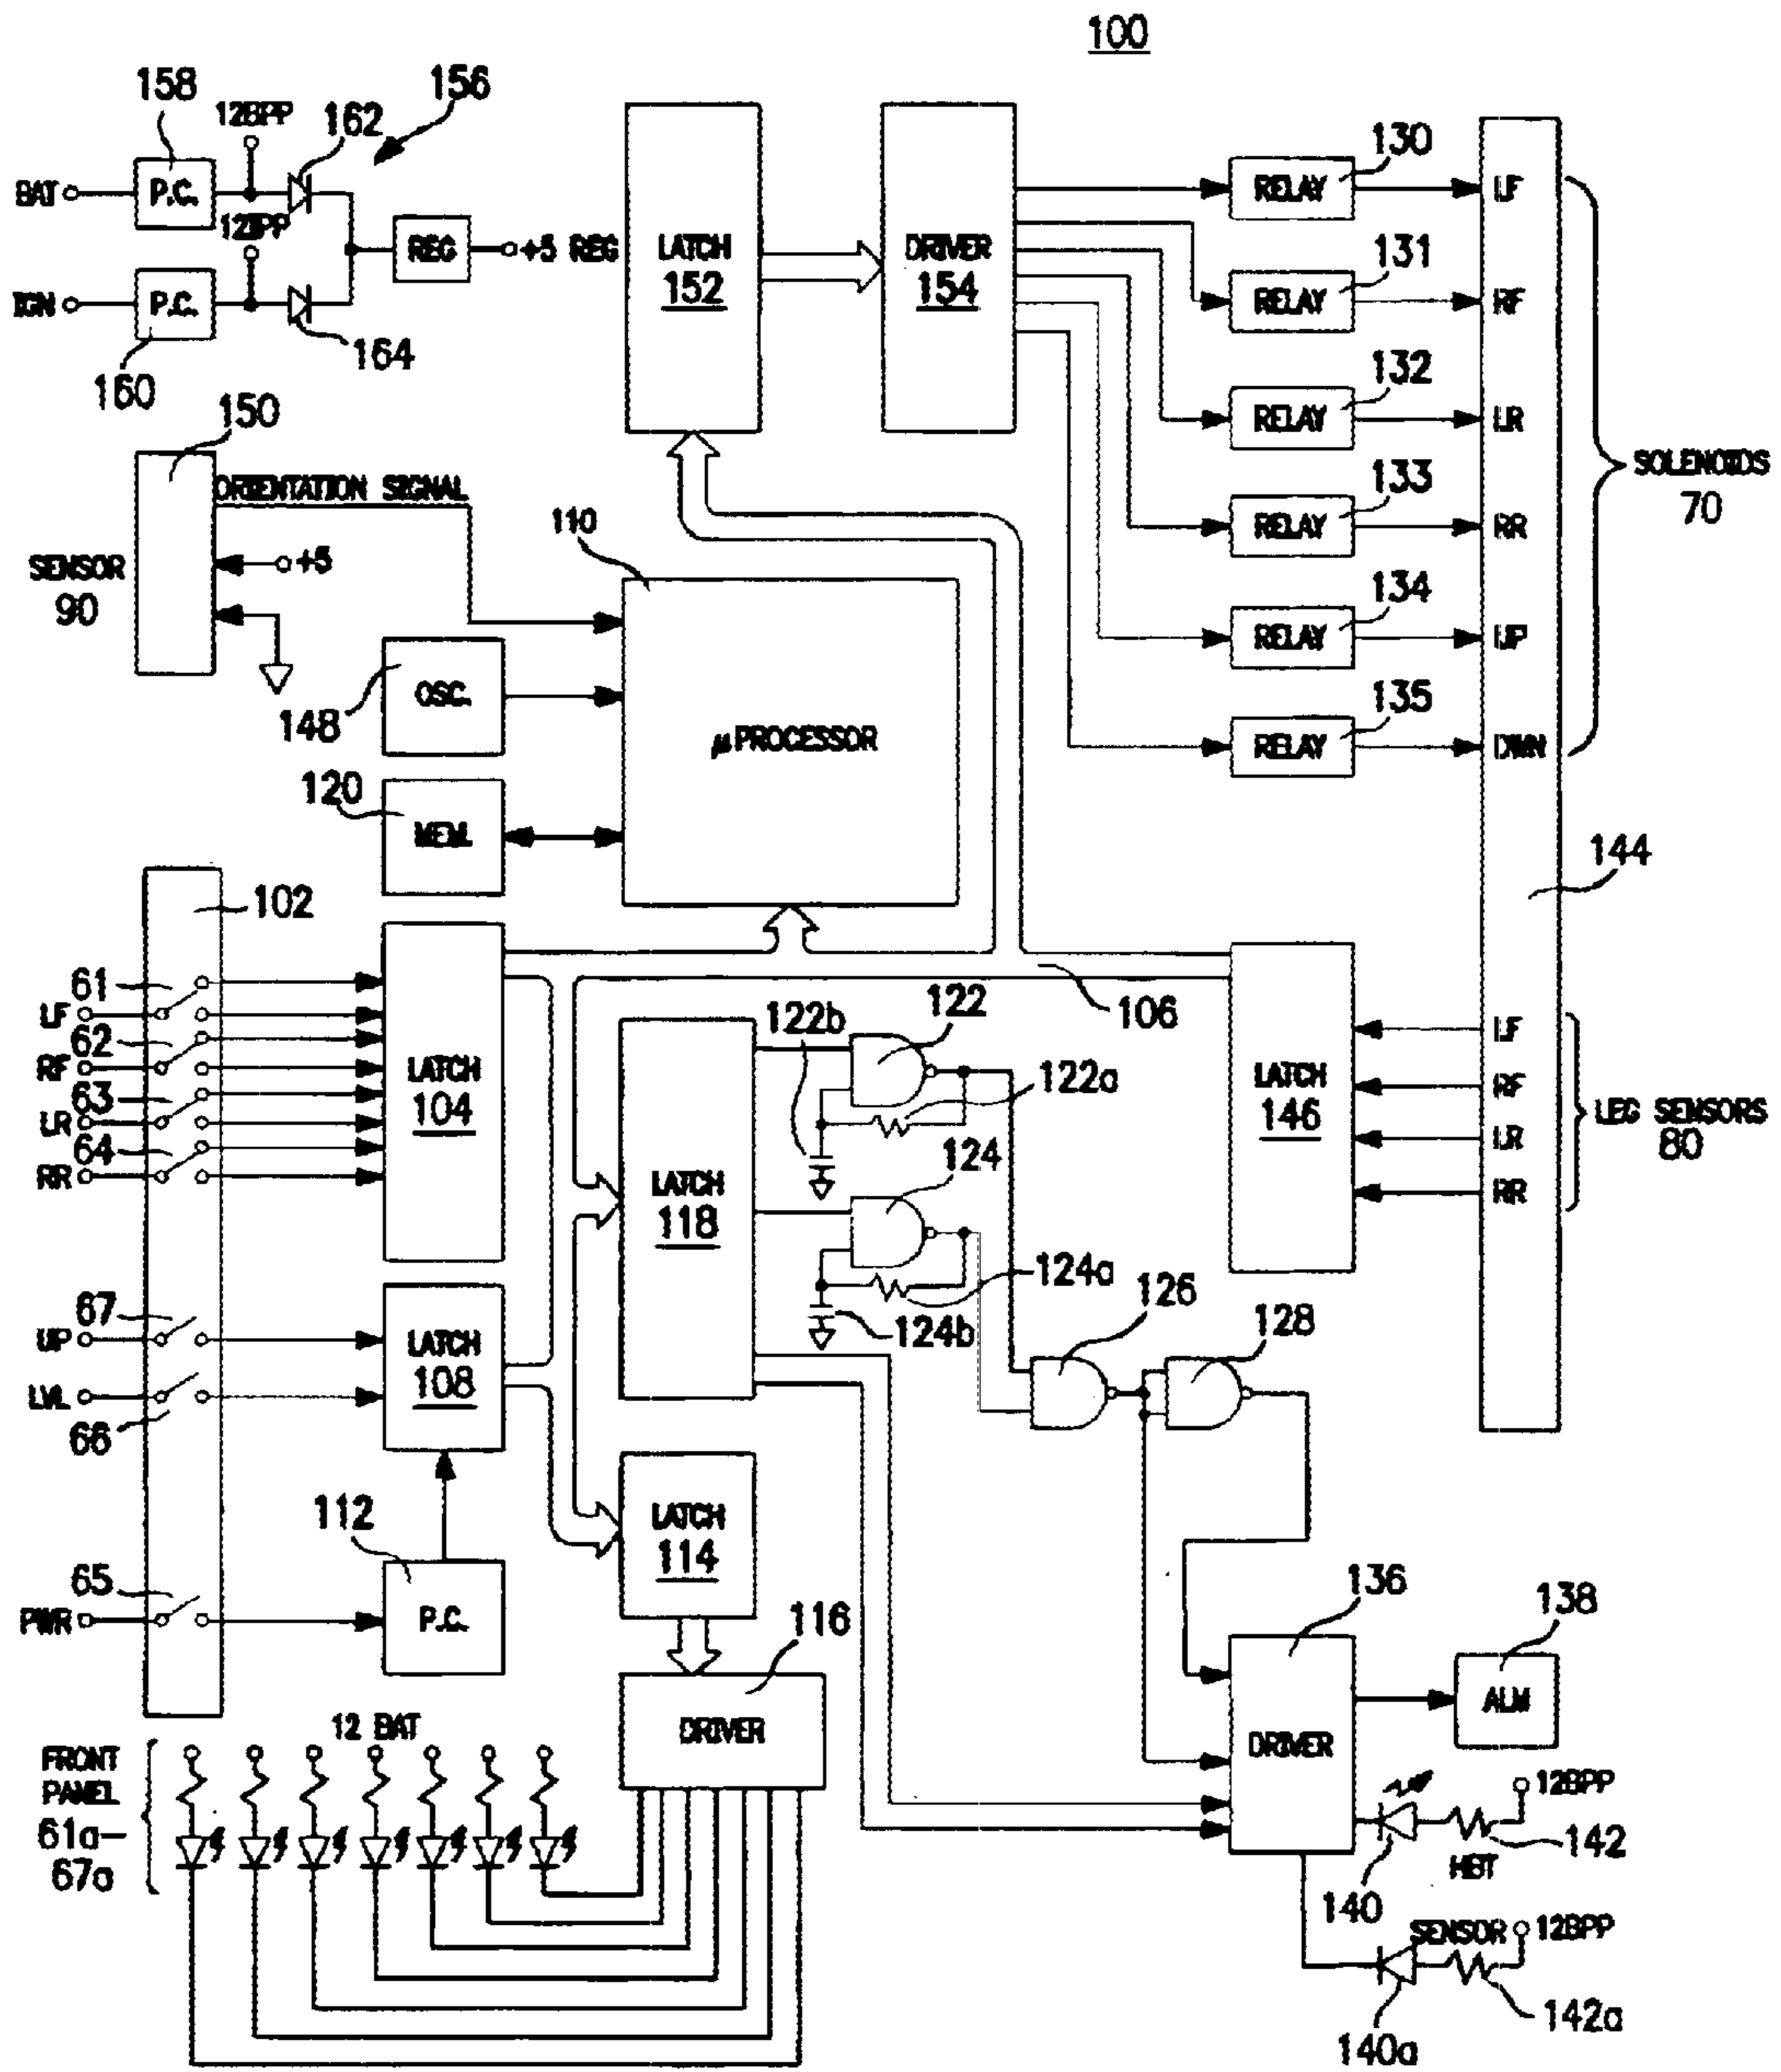 100
158
12BPP
162
156
BAT
P.C.
REG
+5 REG
IGN
P.C.
160
164
LATCH
152
DRIVER
154
RELAY
130
LF
RELAY
131
RF
RELAY
132
LR
RELAY
133
RR
RELAY
134
UP
RELAY
135
DWN
SOLENOIDS
70
150
ORIENTATION SIGNAL
+5
SENSOR
90
110
μPROCESSOR
OSC.
148
120
MEM.
144
102
61
LF
62
RF
63
LR
64
RR
LATCH
104
106
122b
122
122a
124
124a
124b
LATCH
118
LATCH
146
LF
RF
LR
RR
LEG SENSORS
80
67
UP
LVL
66
LATCH
108
126
128
112
P.C.
65
PWR
LATCH
114
116
DRIVER
136
DRIVER
138
ALM
12 BAT
FRONT
PANEL
61a-
67a
12BPP
142
140
SENSOR
12BPP
142a
140a